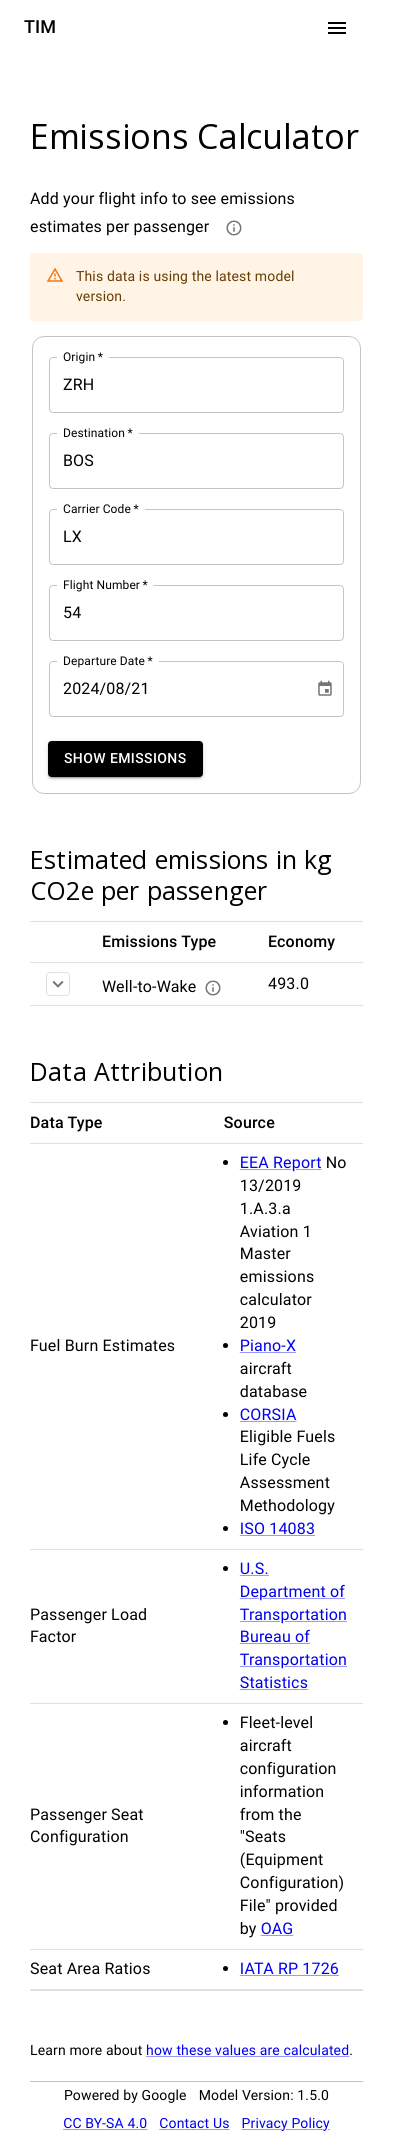 TIM
Emissions Calculator
Add your flight info to see emissions
estimates per passenger
This data is using the latest model
version.
Origin *
ZRH
Destination *
BOS
Carrier Code *
LX
Flight Number *
54
Departure Date *
2024/08/21
SHOW EMISSIONS
Estimated emissions in kg
CO2e per passenger
Emissions Type Economy
Well-to-Wake 493.0
Data Attribution
Data Type Source
Fuel Burn Estimates
• EEA Report No
13/2019
1.A.3.a
Aviation 1
Master
emissions
calculator
2019
• Piano-X
aircraft
database
• CORSIA
Eligible Fuels
Life Cycle
Assessment
Methodology
• ISO 14083
Passenger Load
Factor
• U.S.
Department of
Transportation
Bureau of
Transportation
Statistics
Passenger Seat
Configuration
• Fleet-level
aircraft
configuration
information
from the
"Seats
(Equipment
Configuration)
File" provided
by OAG
Seat Area Ratios
• IATA RP 1726
Learn more about how these values are calculated.
Powered by Google Model Version: 1.5.0
CC BY-SA 4.0 Contact Us Privacy Policy